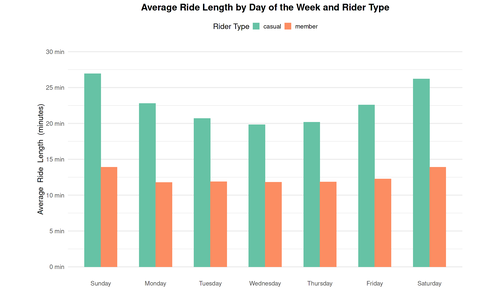 Average Ride Length by Day of the Week and Rider Type
Rider Type casual member
Average Ride Length (minutes)
30 min
25 min
20 min
15 min
10 min
5 min
0 min
Sunday Monday Tuesday Wednesday Thursday Friday Saturday